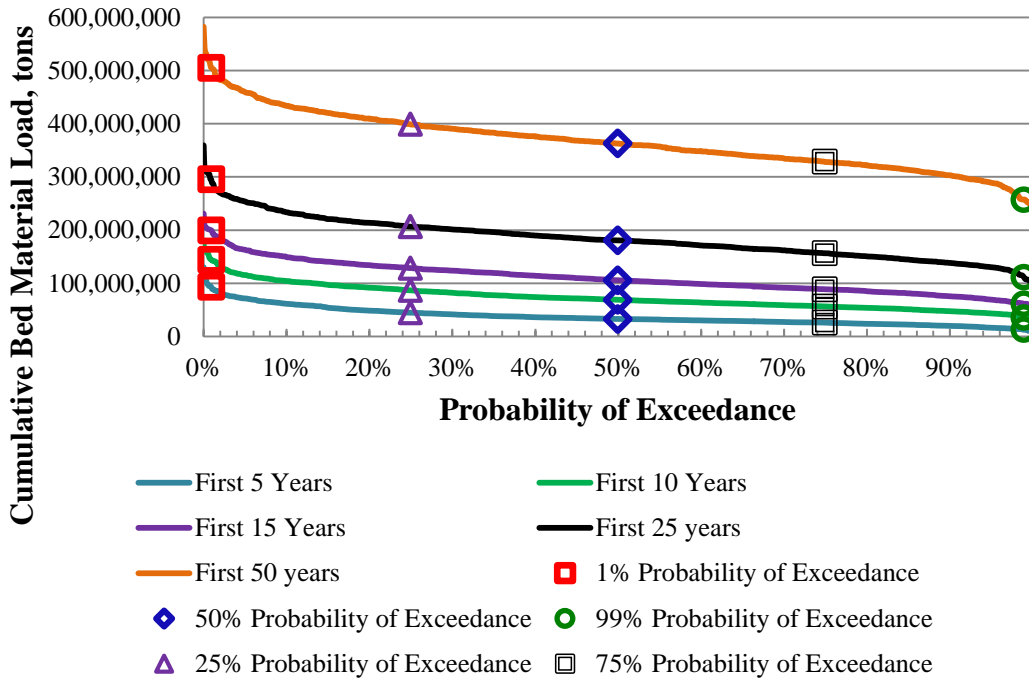 Cumulative Bed Material Load, tons
600,000,000
500,000,000
400,000,000
300,000,000
200,000,000
100,000,000
0
0% 10% 20% 30% 40% 50% 60% 70% 80% 90%
Probability of Exceedance
First 5 Years
First 10 Years
First 15 Years
First 25 years
First 50 years
1% Probability of Exceedance
50% Probability of Exceedance
99% Probability of Exceedance
25% Probability of Exceedance
75% Probability of Exceedance